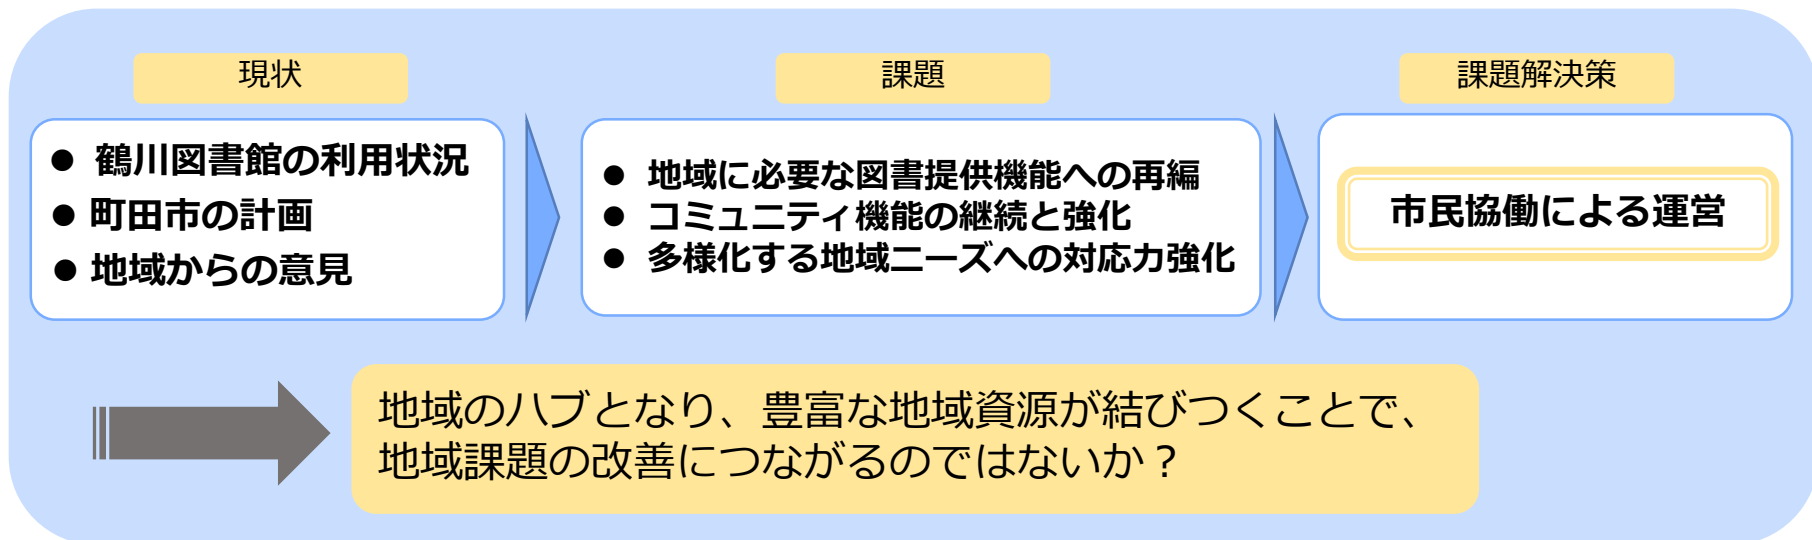 現状
● 鶴川図書館の利用状況
● 町田市の計画
● 地域からの意見
課題
● 地域に必要な図書提供機能への再編
● コミュニティ機能の継続と強化
● 多様化する地域ニーズへの対応力強化
課題解決策
市民協働による運営
地域のハブとなり、豊富な地域資源が結びつくことで、
地域課題の改善につながるのではないか？